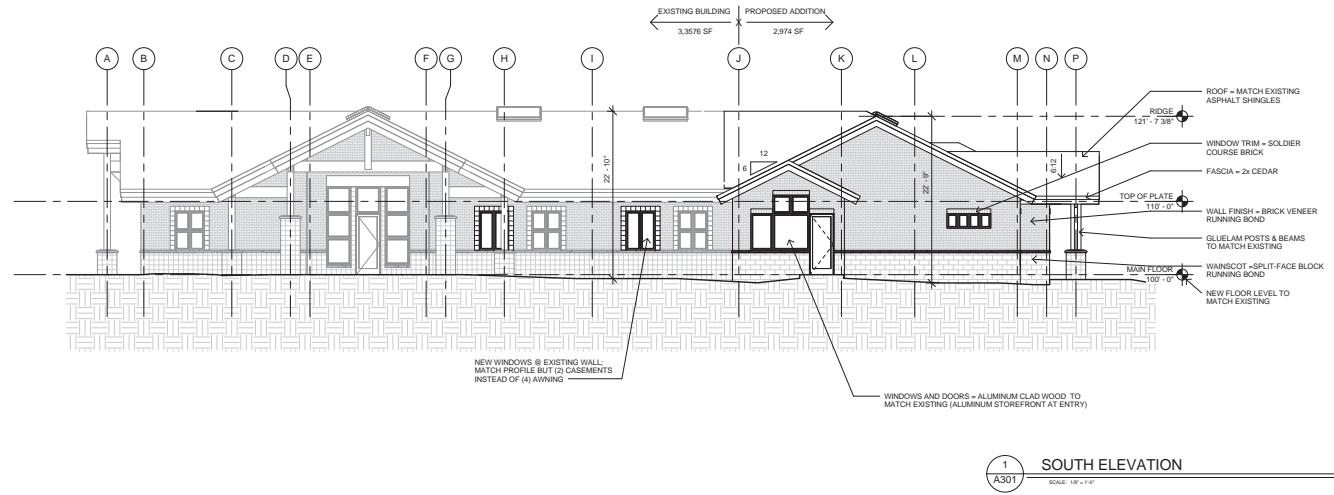 EXISTING BUILDING
PROPOSED ADDITION
X
3,3576 SF
2,974 SF
A
B
C
D
E
F
G
H
I
J
K
L
M
N
P
ROOF = MATCH EXISTING
ASPHALT SHINGLES
RIDGE
121' - 7 3/8"
WINDOW TRIM = SOLDIER
COURSE BRICK
12
6
6:12
22' - 10"
22' - 9"
FASCIA = 2x CEDAR
TOP OF PLATE
110' - 0"
WALL FINISH = BRICK VENEER
RUNNING BOND
GLUELAM POSTS & BEAMS
TO MATCH EXISTING
WAINSCOT =SPLIT-FACE BLOCK
RUNNING BOND
MAIN FLOOR
100' - 0"
NEW FLOOR LEVEL TO
MATCH EXISTING
NEW WINDOWS @ EXISTING WALL;
MATCH PROFILE BUT (2) CASEMENTS
INSTEAD OF (4) AWNING
WINDOWS AND DOORS = ALUMINUM CLAD WOOD TO
MATCH EXISTING (ALUMINUM STOREFRONT AT ENTRY)
1
A301
SOUTH ELEVATION
SCALE: 1/8" = 1'-0"